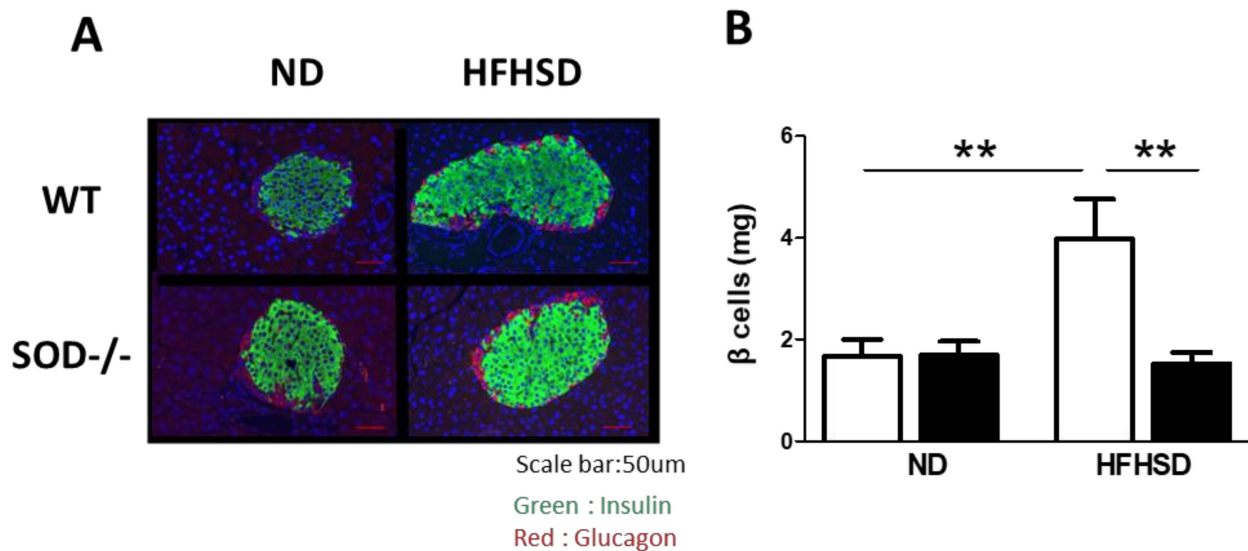 A
ND HFHSD
WT
SOD-/-
Scale bar:50um
Green : Insulin
Red : Glucagon
B
β cells (mg)
6
4
2
0
** **
ND HFHSD